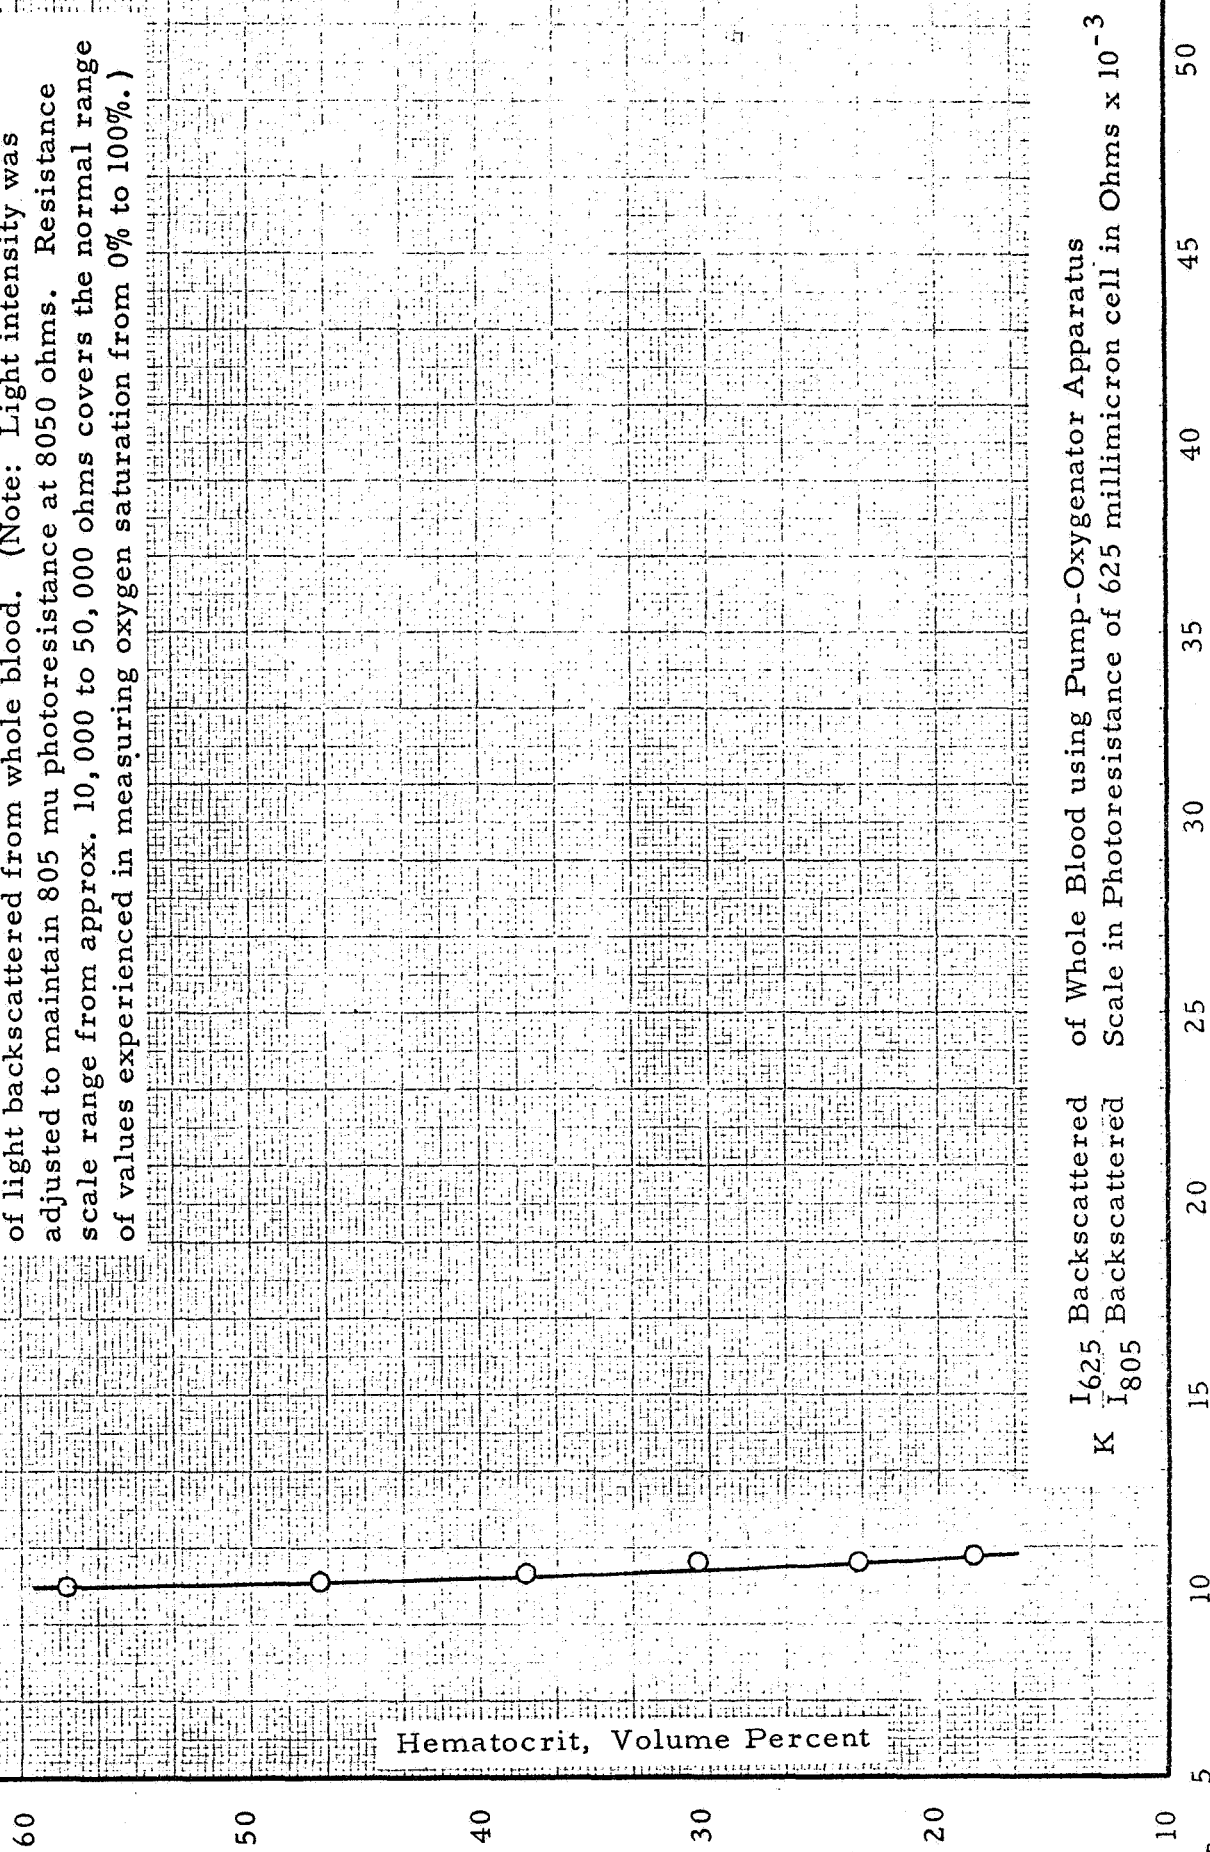 of light backscattered from whole blood. (Note: Light intensity was
adjusted to maintain 805 mu photoresistance at 8050 ohms. Resistance
scale range from approx. 10,000 to 50,000 ohms covers the normal range
of values experienced in measuring oxygen saturation from 0% to 100%.)
60
50
40
30
20
10
Hematocrit, Volume Percent
K I625 Backscattered of Whole Blood using Pump-Oxygenator Apparatus
I805 Backscattered Scale in Photoresistance of 625 millimicron cell in Ohms x 10-3
5
10
15
20
25
30
35
40
45
50